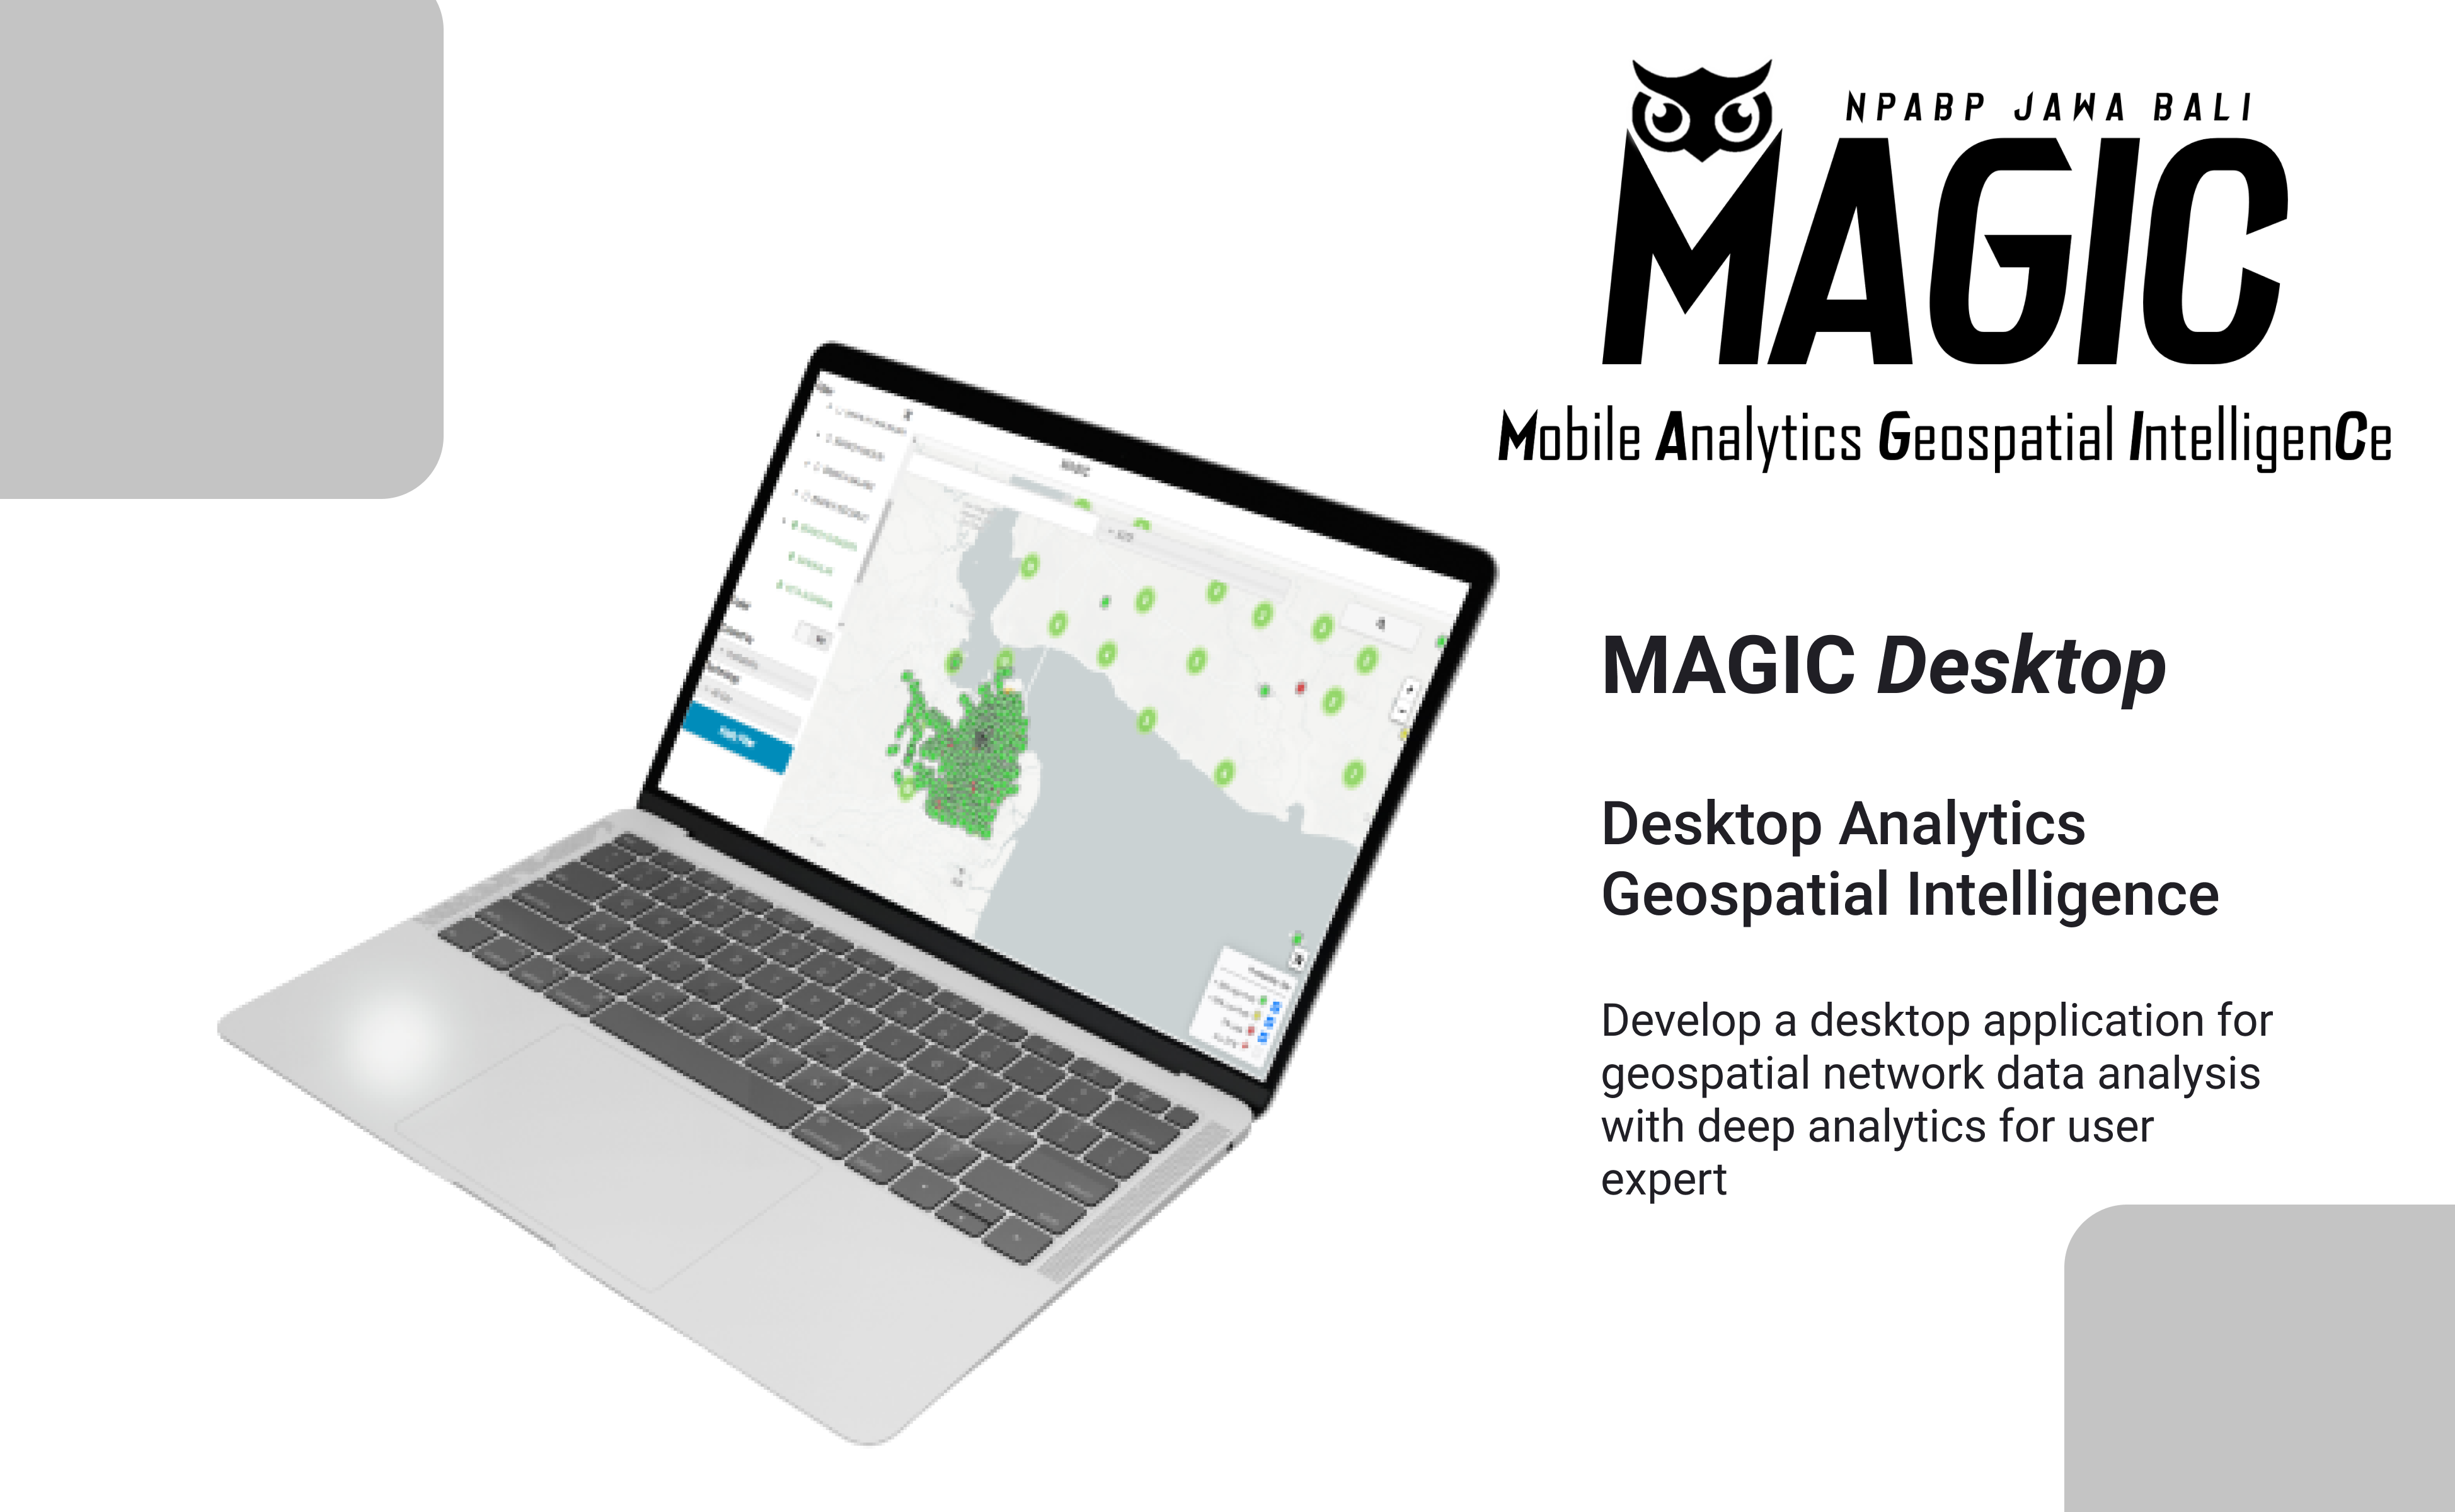 NPABP JAWA BALI
MAGIC
Mobile Analytics Geospatial IntelligenCe
MAGIC
MAGIC Desktop
Desktop Analytics
Geospatial Intelligence
Develop a desktop application for
geospatial network data analysis
with deep analytics for user
expert